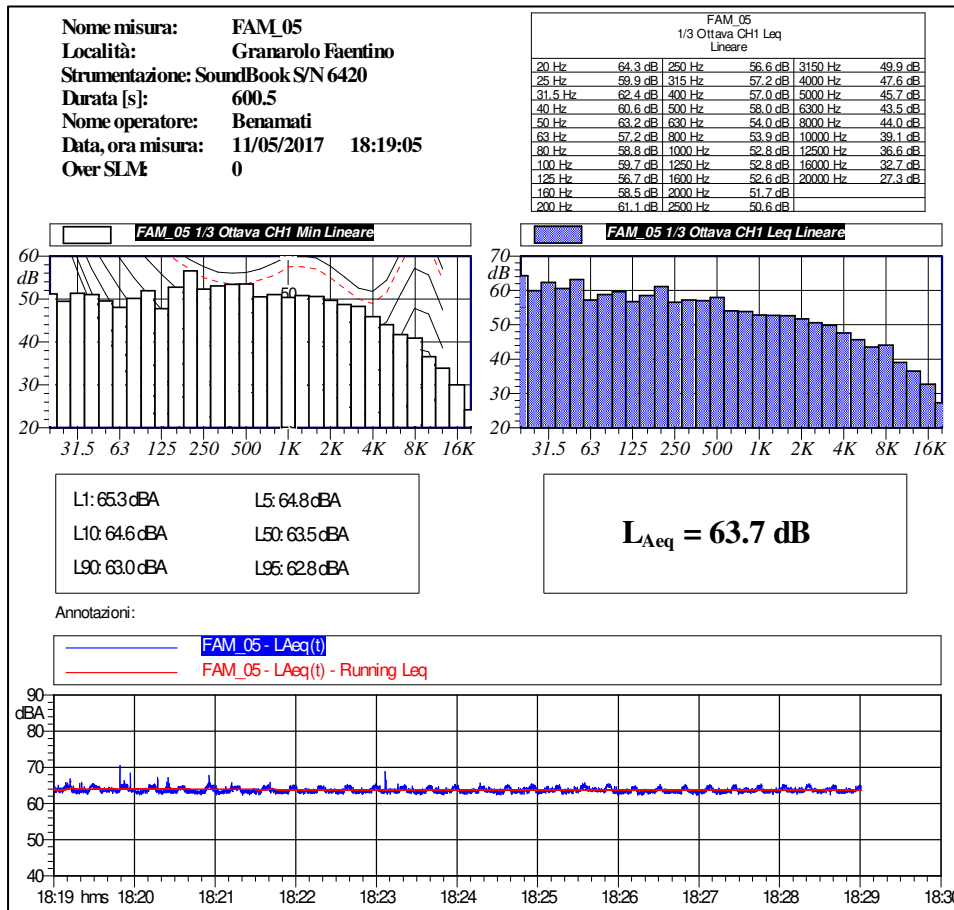 Nome misura: FAM_05
Località: Granarolo Faentino
Strumentazione: SoundBook S/N 6420
Durata [s]: 600.5
Nome operatore: Benamati
Data, ora misura: 11/05/2017 18:19:05
Over SLM: 0
FAM_05
1/3 Ottava CH1 Leq
Lineare
20 Hz 64.3 dB 250 Hz 56.6 dB 3150 Hz 49.9 dB
25 Hz 59.9 dB 315 Hz 57.2 dB 4000 Hz 47.6 dB
31.5 Hz 62.4 dB 400 Hz 57.0 dB 5000 Hz 45.7 dB
40 Hz 60.6 dB 500 Hz 58.0 dB 6300 Hz 43.5 dB
50 Hz 63.2 dB 630 Hz 54.0 dB 8000 Hz 44.0 dB
63 Hz 57.2 dB 800 Hz 53.9 dB 10000 Hz 39.1 dB
80 Hz 58.8 dB 1000 Hz 52.8 dB 12500 Hz 36.6 dB
100 Hz 59.7 dB 1250 Hz 52.8 dB 16000 Hz 32.7 dB
125 Hz 56.7 dB 1600 Hz 52.6 dB 20000 Hz 27.3 dB
160 Hz 58.5 dB 2000 Hz 51.7 dB
200 Hz 61.1 dB 2500 Hz 50.6 dB
FAM_05 1/3 Ottava CH1 Min Lineare
60
dB
50
40
30
20
50
31.5 63 125 250 500 1K 2K 4K 8K 16K
FAM_05 1/3 Ottava CH1 Leq Lineare
70
dB
60
50
40
30
20
31.5 63 125 250 500 1K 2K 4K 8K 16K
L1: 65.3 dBA L5: 64.8 dBA
L10: 64.6 dBA L50: 63.5 dBA
L90: 63.0 dBA L95: 62.8 dBA
LAeq = 63.7 dB
Annotazioni:
FAM_05 - LAeq(t)
FAM_05 - LAeq(t) - Running Leq
90
dBA
80
70
60
50
40
18:19 hms 18:20 18:21 18:22 18:23 18:24 18:25 18:26 18:27 18:28 18:29 18:30